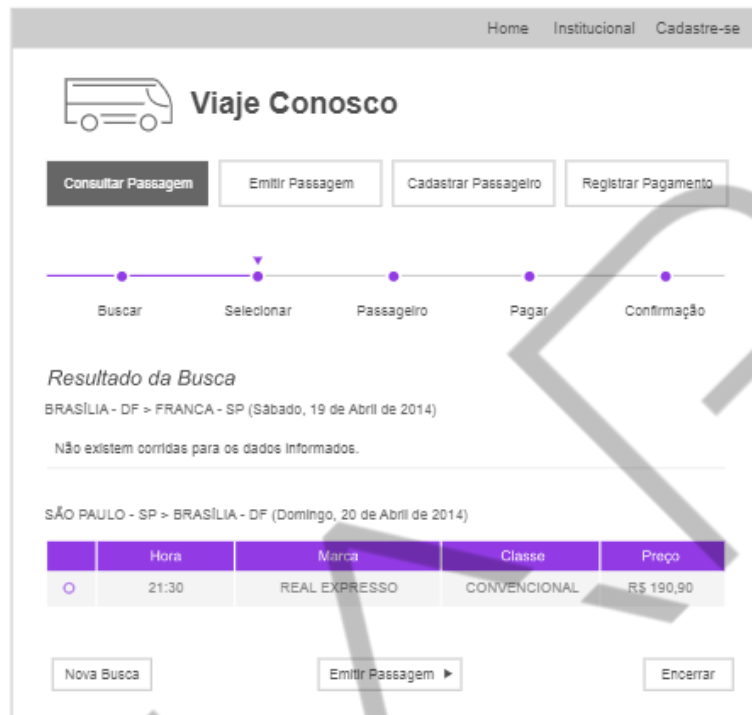 Home Institucional Cadastre-se
Viaje Conosco
Consultar Passagem Emitir Passagem Cadastrar Passageiro Registrar Pagamento
Buscar Selecionar Passageiro Pagar Confirmação
Resultado da Busca
BRASÍLIA - DF > FRANCA - SP (Sábado, 19 de Abril de 2014)
Não existem corridas para os dados informados.
SÃO PAULO - SP > BRASÍLIA - DF (Domingo, 20 de Abril de 2014)
Hora Marca Classe Preço
21:30 REAL EXPRESSO CONVENCIONAL R$ 190,90
Nova Busca Emitir Passagem Encerrar